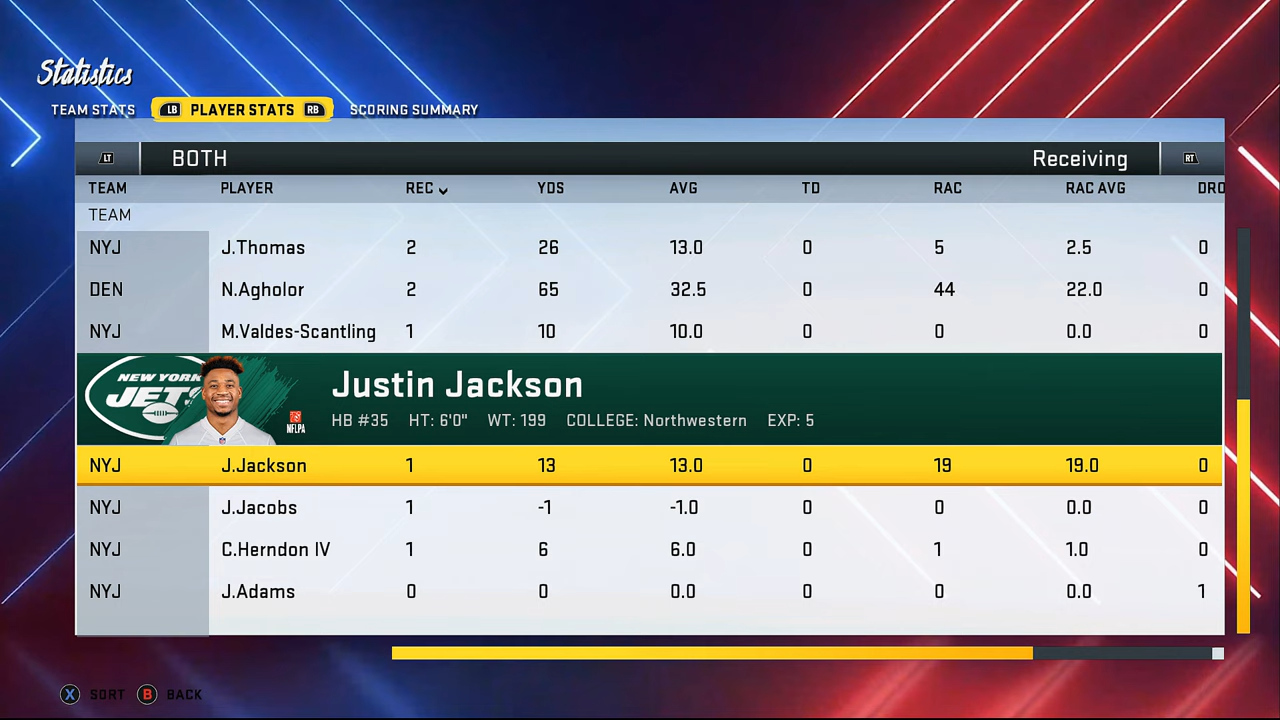 Statistics
TEAM STATS LB PLAYER STATS RB SCORING SUMMARY
LT BOTH Receiving RT
TEAM PLAYER REC YDS AVG TD RAC RAC AVG DRO
TEAM
NYJ J.Thomas 2 26 13.0 0 5 2.5 0
DEN N.Agholor 2 65 32.5 0 44 22.0 0
NYJ M.Valdes-Scantling 1 10 10.0 0 0 0.0 0
NEW YORK
JETS
NFLPA
Justin Jackson
HB #35 HT: 6'0" WT: 199 COLLEGE: Northwestern EXP: 5
NYJ J.Jackson 1 13 13.0 0 19 19.0 0
NYJ J.Jacobs 1 -1 -1.0 0 0 0.0 0
NYJ C.Herndon IV 1 6 6.0 0 1 1.0 0
NYJ J.Adams 0 0 0.0 0 0 0.0 1
X SORT B BACK